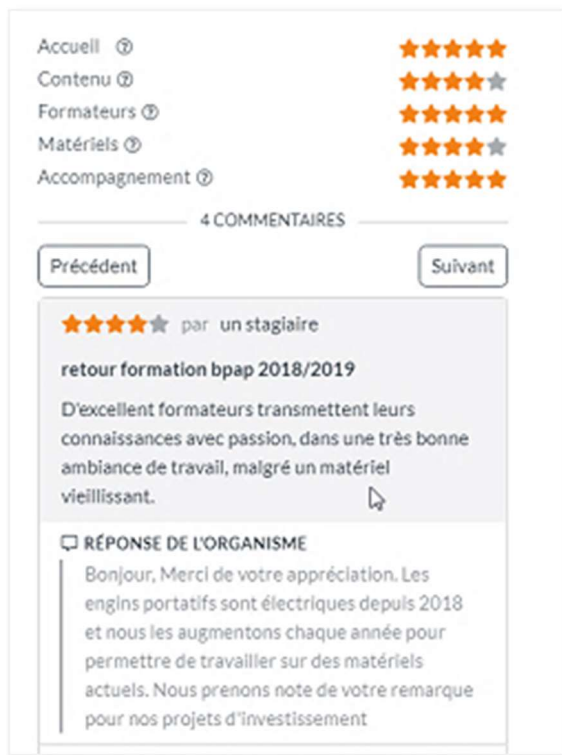 Accueil
Contenu
Formateurs
Matériels
Accompagnement
4 COMMENTAIRES
Précédent
Suivant
par un stagiaire
retour formation bpap 2018/2019
D'excellent formateurs transmettent leurs
connaissances avec passion, dans une très bonne
ambiance de travail, malgré un matériel
vieillissant.
RÉPONSE DE L'ORGANISME
Bonjour, Merci de votre appréciation. Les
engins portatifs sont électriques depuis 2018
et nous les augmentons chaque année pour
permettre de travailler sur des matériels
actuels. Nous prenons note de votre remarque
pour nos projets d'investissement